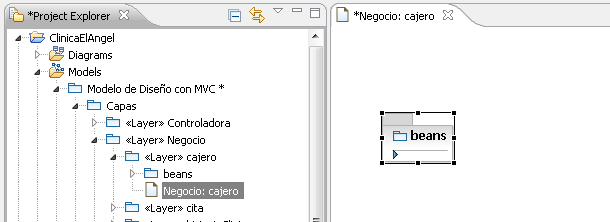 *Project Explorer
ClinicaElAngel
Diagrams
Models
Modelo de Diseño con MVC *
Capas
«Layer» Controladora
«Layer» Negocio
«Layer» cajero
beans
Negocio: cajero
«Layer» cita
*Negocio: cajero
beans